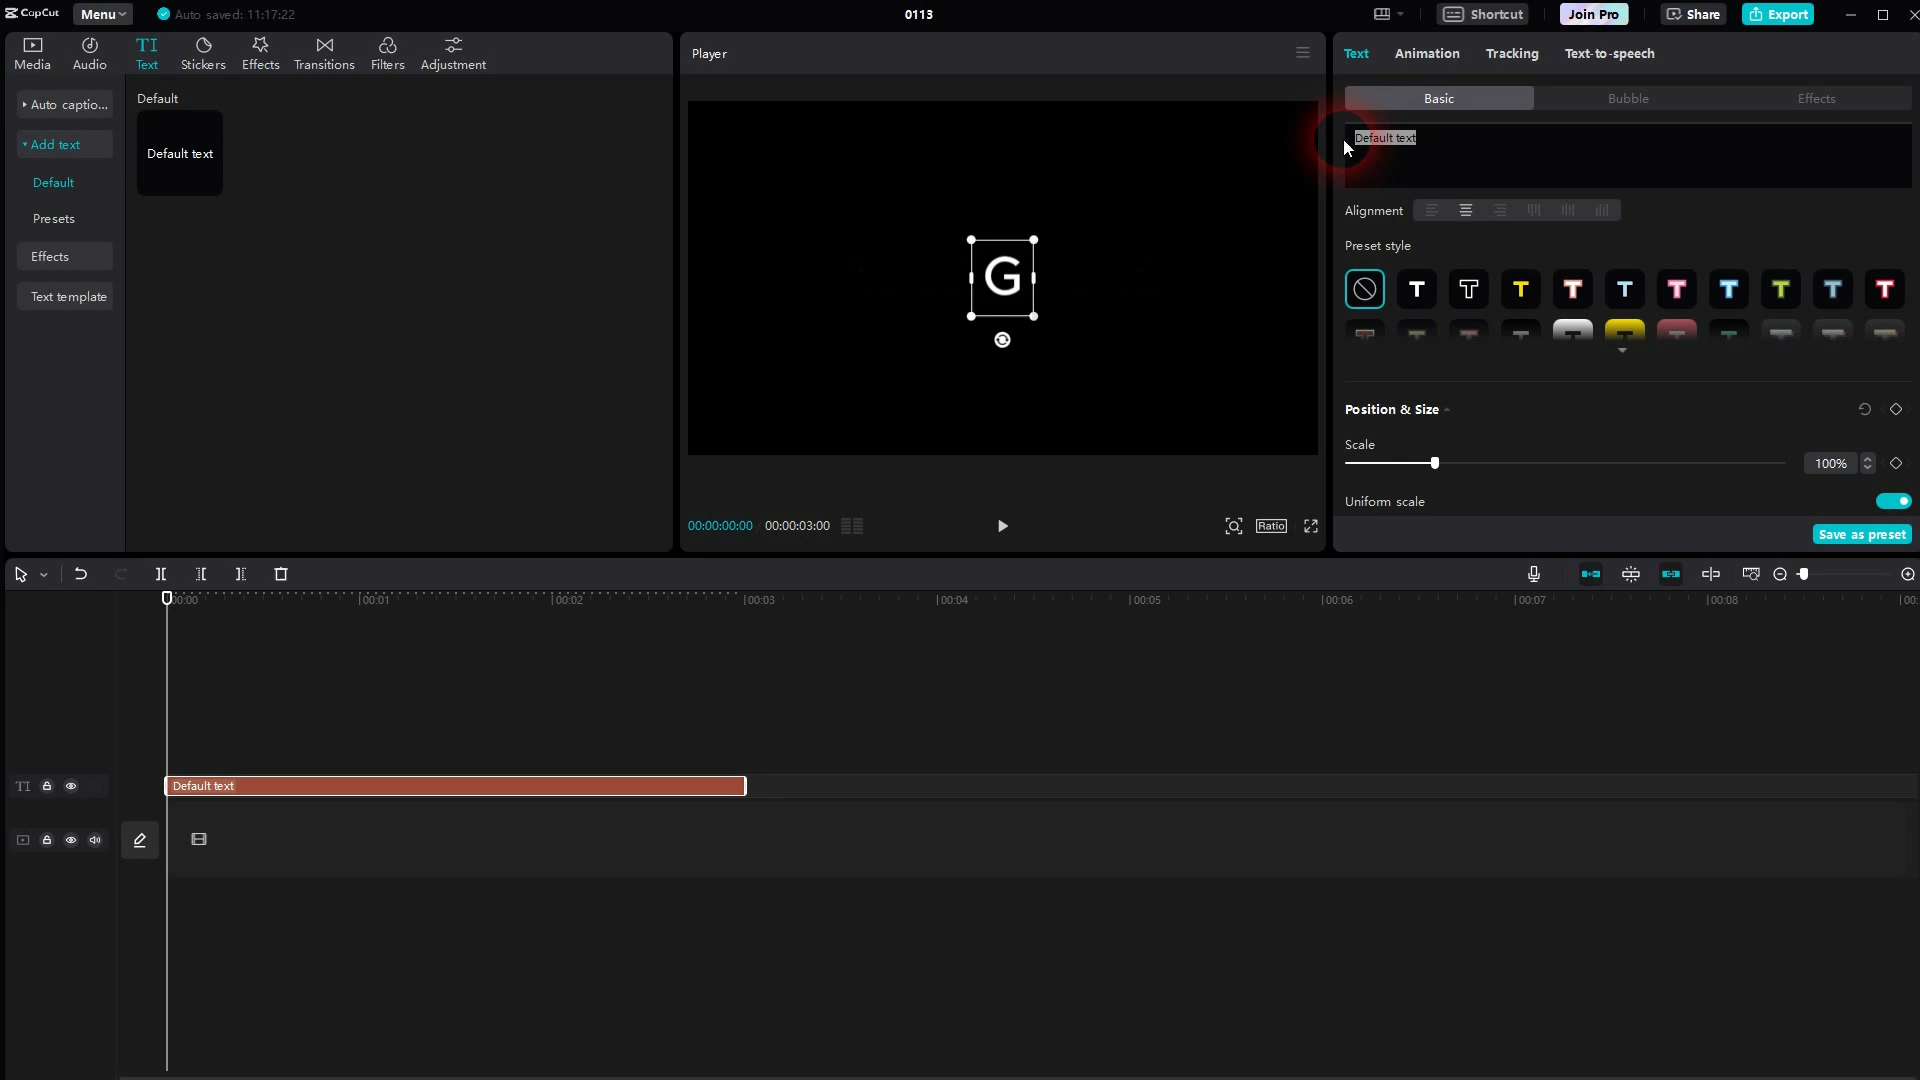 CapCut
Menu
Auto saved: 11:17:22
0113
Shortcut
Join Pro
Share
Export
Media
Audio
TI
Text
Stickers
Effects
Transitions
Filters
Adjustment
Auto captio...
Add text
Default
Presets
Effects
Text template
Default
Default text
Player
G
00:00:00:00
00:00:03:00
Ratio
Text
Animation
Tracking
Text-to-speech
Basic
Bubble
Effects
Default text
Alignment
Preset style
T T T T T T T T T T
T T T T T T T T T T T
Position & Size
Scale
100%
Uniform scale
Save as preset
00:00
00:01
00:02
00:03
00:04
00:05
00:06
00:07
00:08
00:
TI
Default text